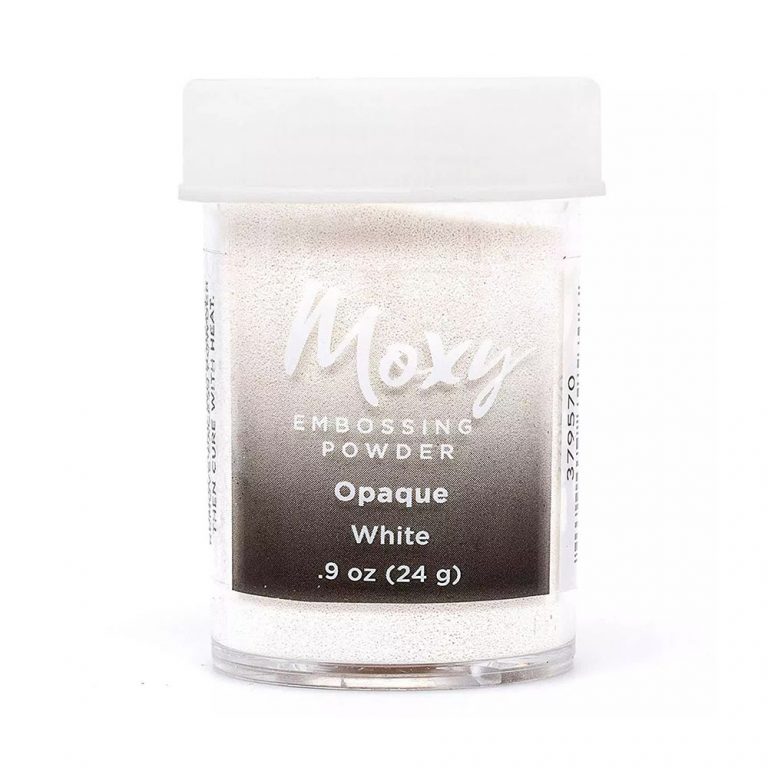 Moxy
EMBOSSING
POWDER
Opaque
White
.9 oz (24 g)
THEN CURE WITH HEAT.
379570